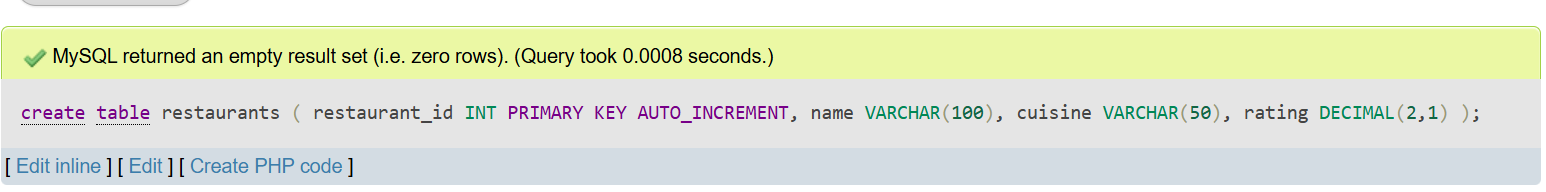 MySQL returned an empty result set (i.e. zero rows). (Query took 0.0008 seconds.)
create table restaurants ( restaurant_id INT PRIMARY KEY AUTO_INCREMENT, name VARCHAR(100), cuisine VARCHAR(50), rating DECIMAL(2,1) );
[ Edit inline ] [ Edit ] [ Create PHP code ]